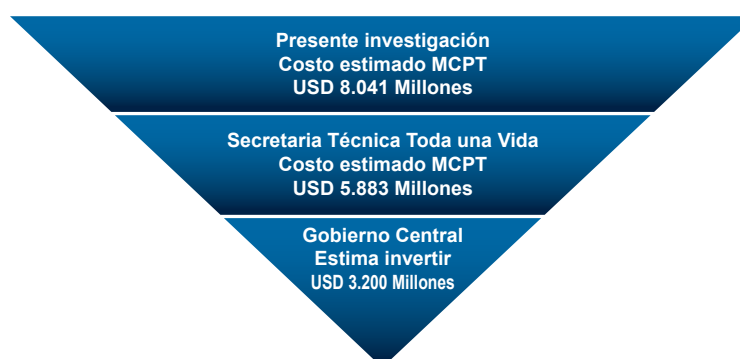 Presente investigación
Costo estimado MCPT
USD 8.041 Millones
Secretaria Técnica Toda una Vida
Costo estimado MCPT
USD 5.883 Millones
Gobierno Central
Estima invertir
USD 3.200 Millones